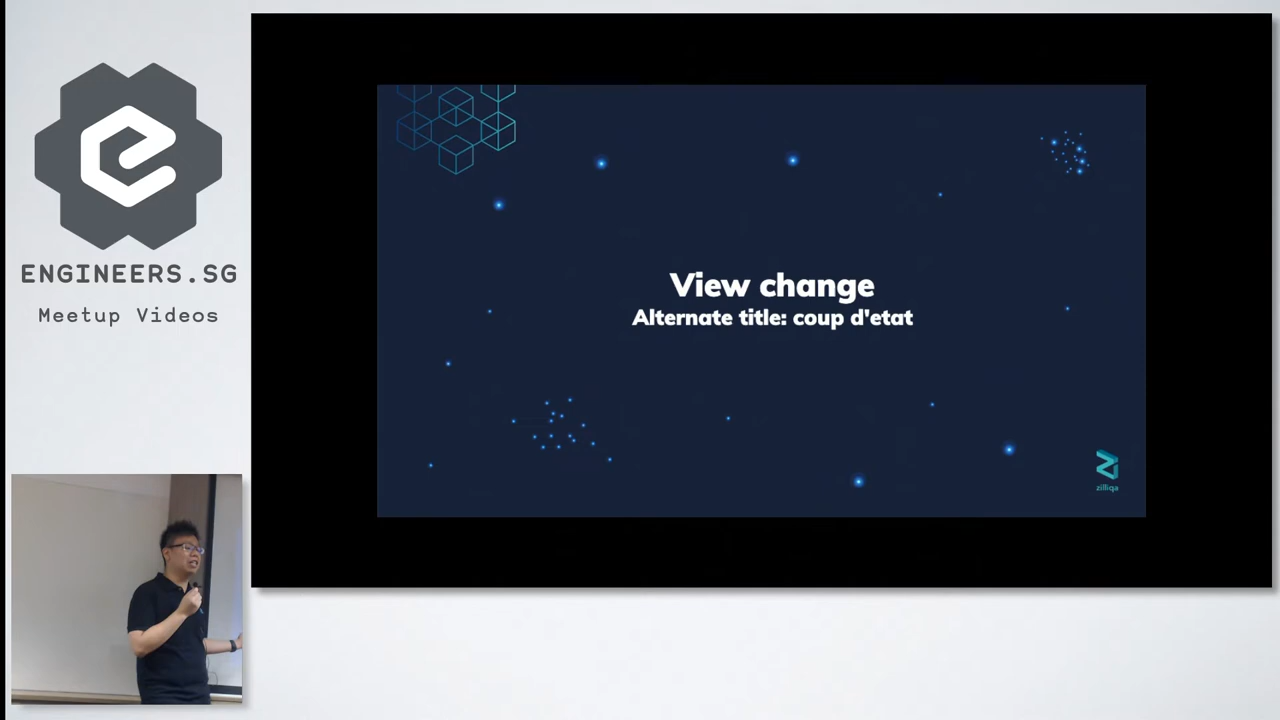 ENGINEERS.SG
Meetup Videos
View change
Alternate title: coup d'etat
zilliqa